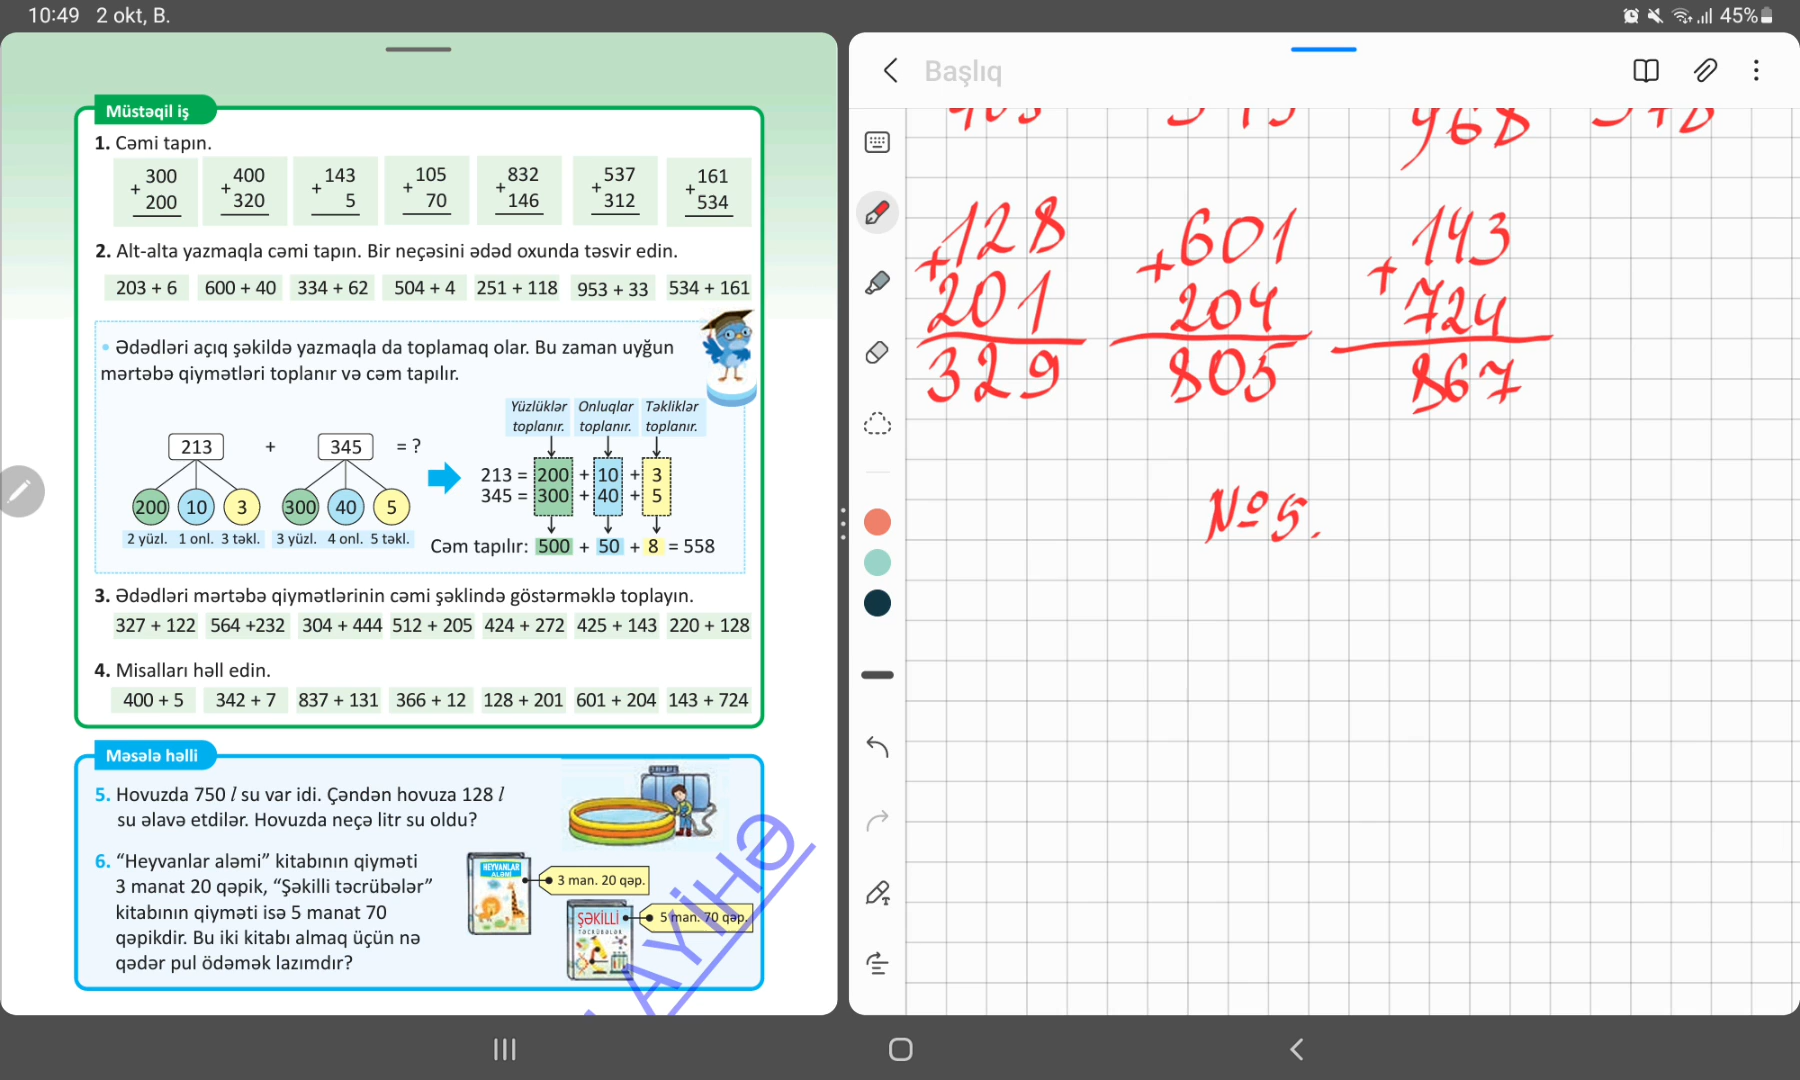 10:49 2 okt, B.
45%
Müstəqil iş
1. Cəmi tapın.
300 + 200
400 + 320
143 + 5
105 + 70
832 + 146
537 + 312
161 + 534
2. Alt-alta yazmaqla cəmi tapın. Bir neçəsini ədəd oxunda təsvir edin.
203 + 6 600 + 40 334 + 62 504 + 4 251 + 118 953 + 33 534 + 161
• Ədədləri açıq şəkildə yazmaqla da toplamaq olar. Bu zaman uyğun
mərtəbə qiymətləri toplanır və cəm tapılır.
Yüzlüklər toplanır.
Onluqlar toplanır.
Təkliklər toplanır.
213 + 345 = ?
200 10 3 300 40 5
2 yüzl. 1 onl. 3 təkl. 3 yüzl. 4 onl. 5 təkl.
213 = 200 + 10 + 3
345 = 300 + 40 + 5
Cəm tapılır: 500 + 50 + 8 = 558
3. Ədədləri mərtəbə qiymətlərinin cəmi şəklində göstərməklə toplayın.
327 + 122 564 +232 304 + 444 512 + 205 424 + 272 425 + 143 220 + 128
4. Misalları həll edin.
400 + 5 342 + 7 837 + 131 366 + 12 128 + 201 601 + 204 143 + 724
Məsələ həlli
5. Hovuzda 750 l su var idi. Çəndən hovuza 128 l
su əlavə etdilər. Hovuzda neçə litr su oldu?
6. “Heyvanlar aləmi” kitabının qiyməti
3 manat 20 qəpik, “Şəkilli təcrübələr”
kitabının qiyməti isə 5 manat 70
qəpikdir. Bu iki kitabı almaq üçün nə
qədər pul ödəmək lazımdır?
HEYVANLAR
ALƏMİ
3 man. 20 qəp.
ŞƏKİLLİ
TƏCRÜBƏLƏR
5 man. 70 qəp.
AYİHƏ
Başlıq
968
+128 +601 +143
201 204 724
329 805 867
№5.